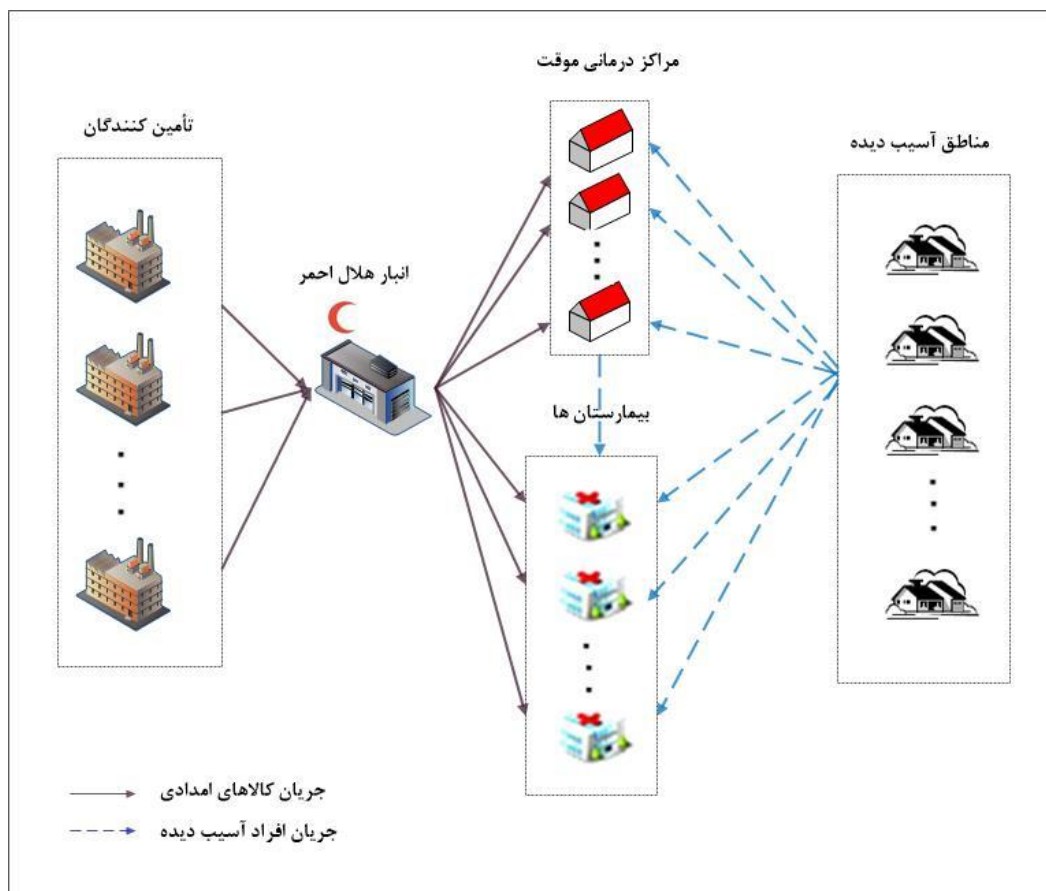 مراکز درمانی موقت
تأمین کنندگان
مناطق آسیب دیده
انبار هلال احمر
بیمارستان ها
جریان کالاهای امدادی
جریان افراد آسیب دیده